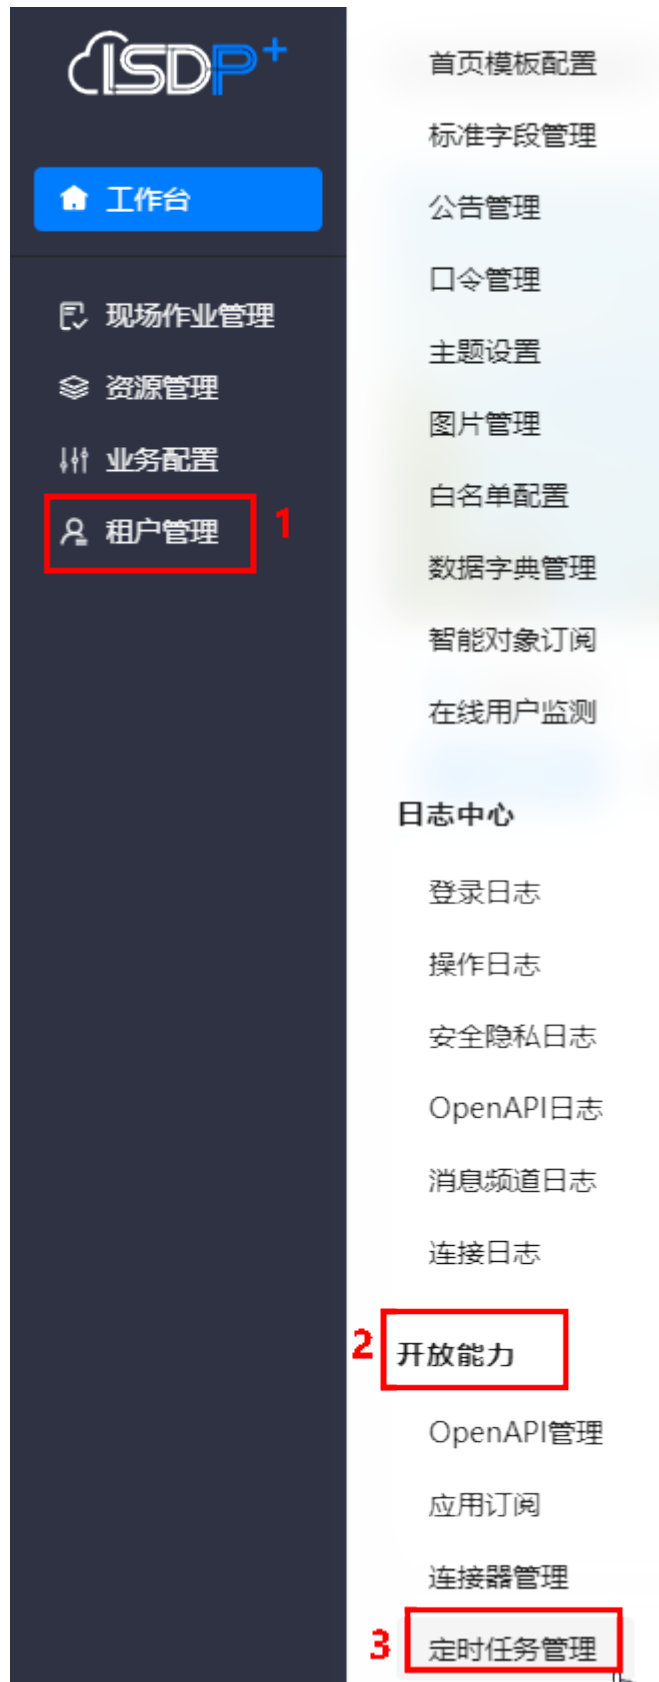 ISDP+
工作台
现场作业管理
资源管理
业务配置
租户管理
1
首页模板配置
标准字段管理
公告管理
口令管理
主题设置
图片管理
白名单配置
数据字典管理
智能对象订阅
在线用户监测
日志中心
登录日志
操作日志
安全隐私日志
OpenAPI日志
消息频道日志
连接日志
2
开放能力
OpenAPI管理
应用订阅
连接器管理
3
定时任务管理